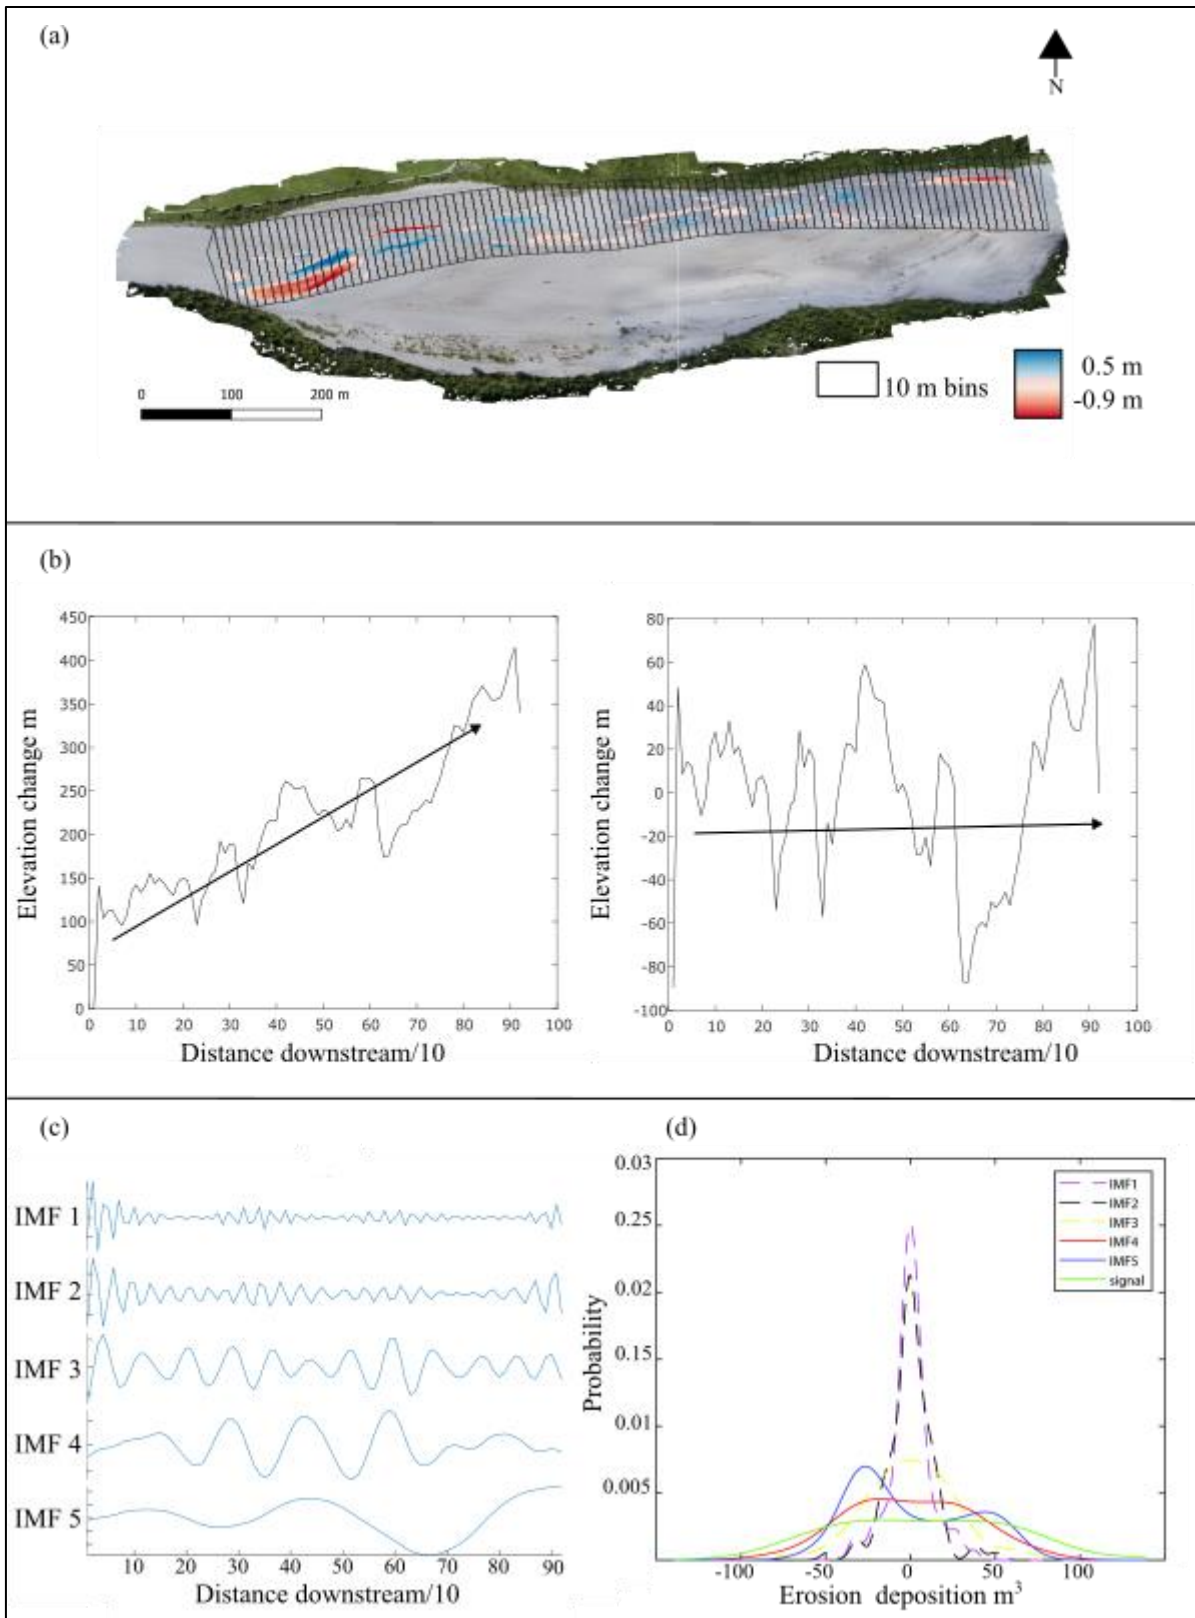 (a)
N
0 100 200 m
10 m bins
0.5 m
-0.9 m
(b)
450
400
350
300
250
200
150
100
50
0
Elevation change m
0 10 20 30 40 50 60 70 80 90 100
Distance downstream/10
80
60
40
20
0
-20
-40
-60
-80
-100
Elevation change m
0 10 20 30 40 50 60 70 80 90 100
Distance downstream/10
(c)
IMF 1
IMF 2
IMF 3
IMF 4
IMF 5
10 20 30 40 50 60 70 80 90
Distance downstream/10
(d)
0.03
0.25
0.02
0.15
0.01
0.005
Probability
IMF1
IMF2
IMF3
IMF4
IMF5
signal
-100 -50 0 50 100
Erosion deposition m³